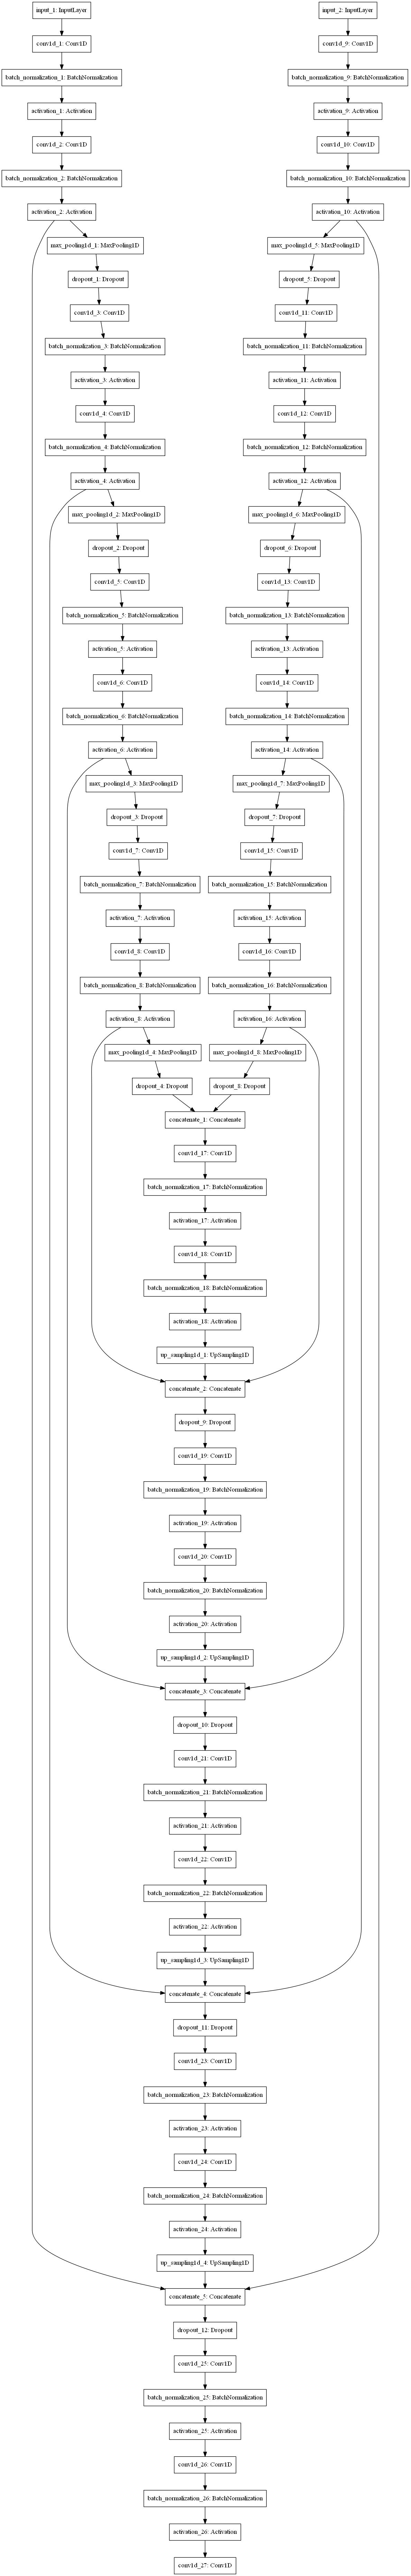 input_1: InputLayer
input_2: InputLayer
conv1d_1: Conv1D
conv1d_9: Conv1D
batch_normalization_1: BatchNormalization
batch_normalization_9: BatchNormalization
activation_1: Activation
activation_9: Activation
conv1d_2: Conv1D
conv1d_10: Conv1D
batch_normalization_2: BatchNormalization
batch_normalization_10: BatchNormalization
activation_2: Activation
activation_10: Activation
max_pooling1d_1: MaxPooling1D
max_pooling1d_5: MaxPooling1D
dropout_1: Dropout
dropout_5: Dropout
conv1d_3: Conv1D
conv1d_11: Conv1D
batch_normalization_3: BatchNormalization
batch_normalization_11: BatchNormalization
activation_3: Activation
activation_11: Activation
conv1d_4: Conv1D
conv1d_12: Conv1D
batch_normalization_4: BatchNormalization
batch_normalization_12: BatchNormalization
activation_4: Activation
activation_12: Activation
max_pooling1d_2: MaxPooling1D
max_pooling1d_6: MaxPooling1D
dropout_2: Dropout
dropout_6: Dropout
conv1d_5: Conv1D
conv1d_13: Conv1D
batch_normalization_5: BatchNormalization
batch_normalization_13: BatchNormalization
activation_5: Activation
activation_13: Activation
conv1d_6: Conv1D
conv1d_14: Conv1D
batch_normalization_6: BatchNormalization
batch_normalization_14: BatchNormalization
activation_6: Activation
activation_14: Activation
max_pooling1d_3: MaxPooling1D
max_pooling1d_7: MaxPooling1D
dropout_3: Dropout
dropout_7: Dropout
conv1d_7: Conv1D
conv1d_15: Conv1D
batch_normalization_7: BatchNormalization
batch_normalization_15: BatchNormalization
activation_7: Activation
activation_15: Activation
conv1d_8: Conv1D
conv1d_16: Conv1D
batch_normalization_8: BatchNormalization
batch_normalization_16: BatchNormalization
activation_8: Activation
activation_16: Activation
max_pooling1d_4: MaxPooling1D
max_pooling1d_8: MaxPooling1D
dropout_4: Dropout
dropout_8: Dropout
concatenate_1: Concatenate
conv1d_17: Conv1D
batch_normalization_17: BatchNormalization
activation_17: Activation
conv1d_18: Conv1D
batch_normalization_18: BatchNormalization
activation_18: Activation
up_sampling1d_1: UpSampling1D
concatenate_2: Concatenate
dropout_9: Dropout
conv1d_19: Conv1D
batch_normalization_19: BatchNormalization
activation_19: Activation
conv1d_20: Conv1D
batch_normalization_20: BatchNormalization
activation_20: Activation
up_sampling1d_2: UpSampling1D
concatenate_3: Concatenate
dropout_10: Dropout
conv1d_21: Conv1D
batch_normalization_21: BatchNormalization
activation_21: Activation
conv1d_22: Conv1D
batch_normalization_22: BatchNormalization
activation_22: Activation
up_sampling1d_3: UpSampling1D
concatenate_4: Concatenate
dropout_11: Dropout
conv1d_23: Conv1D
batch_normalization_23: BatchNormalization
activation_23: Activation
conv1d_24: Conv1D
batch_normalization_24: BatchNormalization
activation_24: Activation
up_sampling1d_4: UpSampling1D
concatenate_5: Concatenate
dropout_12: Dropout
conv1d_25: Conv1D
batch_normalization_25: BatchNormalization
activation_25: Activation
conv1d_26: Conv1D
batch_normalization_26: BatchNormalization
activation_26: Activation
conv1d_27: Conv1D